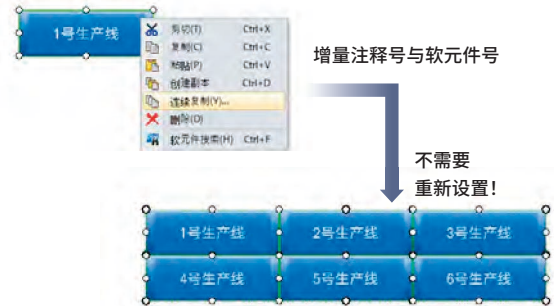 1号生产线
剪切(T) Ctrl+X
复制(C) Ctrl+C
粘贴(P) Ctrl+V
创建副本 Ctrl+D
连续复制(V)...
删除(O)
软元件搜索(H) Ctrl+F
增量注释号与软元件号
不需要
重新设置!
1号生产线 2号生产线 3号生产线
4号生产线 5号生产线 6号生产线